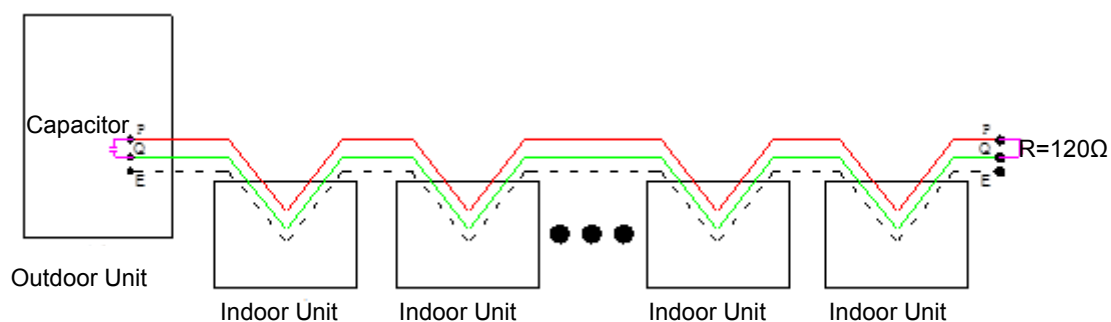 Capacitor
P
Q
E
P
Q
E
R=120Ω
Outdoor Unit
Indoor Unit
Indoor Unit
Indoor Unit
Indoor Unit